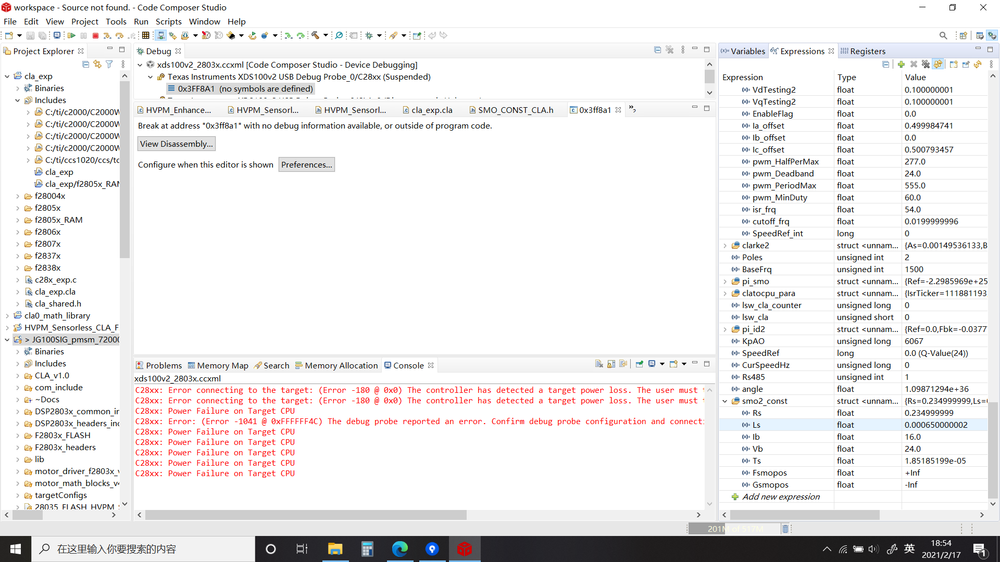 workspace - Source not found. - Code Composer Studio
File Edit View Project Tools Run Scripts Window Help
Project Explorer
cla_exp
Binaries
Includes
C:/ti/c2000/C2000W
C:/ti/c2000/C2000W
C:/ti/c2000/C2000W
C:/ti/c2000/C2000W
C:/ti/ccs1020/ccs/to
cla_exp
cla_exp/f2805x_RAM
f28004x
f2805x
f2805x_RAM
f2806x
f2807x
f2837x
f2838x
c28x_exp.c
cla_exp.cla
cla_shared.h
cla0_math_library
HVPM_Sensorless_CLA_F
> JG100SIG_pmsm_72000
Binaries
Includes
CLA_v1.0
com_include
~Docs
DSP2803x_common_in
DSP2803x_headers_inc
F2803x_FLASH
F2803x_headers
lib
motor_driver_f2803x_v
motor_math_blocks_v4
targetConfigs
28035_FLASH_HVPM_S
Debug
xds100v2_2803x.ccxml [Code Composer Studio - Device Debugging]
Texas Instruments XDS100v2 USB Debug Probe_0/C28xx (Suspended)
0x3FF8A1 (no symbols are defined)
HVPM_Enhance... HVPM_Sensorl... HVPM_Sensorl... cla_exp.cla SMO_CONST_CLA.h 0x3ff8a1
Break at address "0x3ff8a1" with no debug information available, or outside of program code.
View Disassembly...
Configure when this editor is shown Preferences...
Problems Memory Map Search Memory Allocation Console
xds100v2_2803x.ccxml
C28xx: Error connecting to the target: (Error -180 @ 0x0) The controller has detected a target power loss. The user must
C28xx: Error connecting to the target: (Error -180 @ 0x0) The controller has detected a target power loss. The user must
C28xx: Power Failure on Target CPU
C28xx: Error: (Error -1041 @ 0xFFFFFF4C) The debug probe reported an error. Confirm debug probe configuration and connecti
C28xx: Power Failure on Target CPU
C28xx: Power Failure on Target CPU
C28xx: Power Failure on Target CPU
C28xx: Power Failure on Target CPU
C28xx: Power Failure on Target CPU
Variables Expressions Registers
Expression Type Value
VdTesting2 float 0.100000001
VqTesting2 float 0.100000001
EnableFlag float 0.0
Ia_offset float 0.499984741
Ib_offset float 0.0
Ic_offset float 0.500793457
pwm_HalfPerMax float 277.0
pwm_Deadband float 24.0
pwm_PeriodMax float 555.0
pwm_MinDuty float 60.0
isr_frq float 54.0
cutoff_frq float 0.0199999996
SpeedRef_int long 0
clarke2 struct <unnam... {As=0.00149536133,B
Poles unsigned int 2
BaseFrq unsigned int 1500
pi_smo struct <unnam... {Ref=-2.2985969e+25
clatocpu_para struct <unnam... {IsrTicker=111881193
lsw_cla_counter unsigned long 0
lsw_cla unsigned short 0
pi_id2 struct <unnam... {Ref=0.0,Fbk=-0.0377
KpAO unsigned long 6067
SpeedRef long 0.0 (Q-Value(24))
CurSpeedHz unsigned long 0
Rs485 unsigned int 1
angle float 1.09871294e+36
smo2_const struct <unnam... {Rs=0.234999999,Ls=
Rs float 0.234999999
Ls float 0.000650000002
Ib float 16.0
Vb float 24.0
Ts float 1.85185199e-05
Fsmopos float +Inf
Gsmopos float -Inf
Add new expression
201M of 517M
在这里输入你要搜索的内容
英
18:54
2021/2/17
1